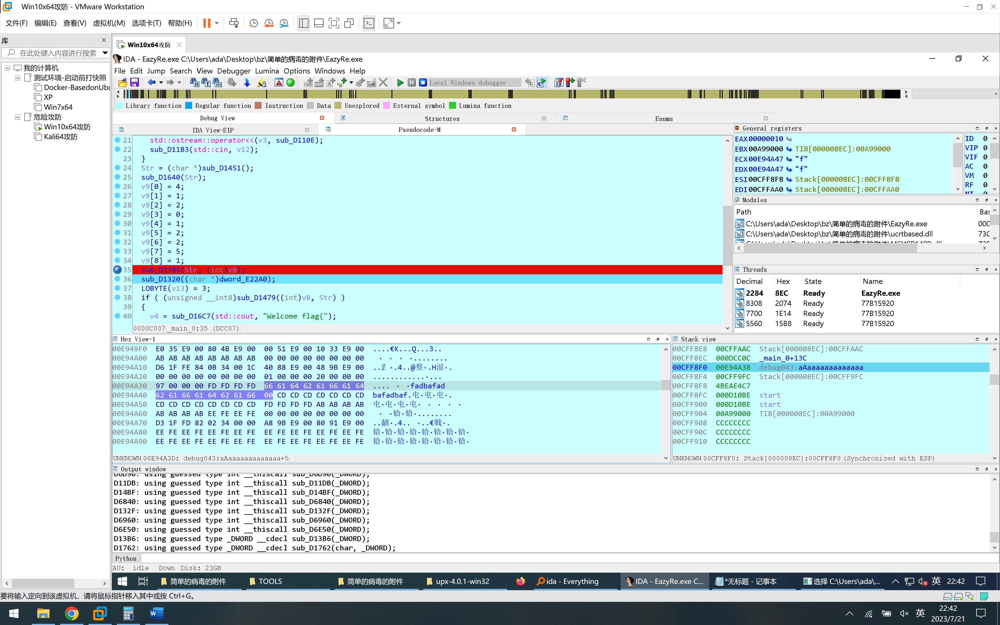 Win10x64攻防 - VMware Workstation
文件(F) 编辑(E) 查看(V) 虚拟机(M) 选项卡(T) 帮助(H)
库
在此处键入内容进行搜索
我的计算机
测试环境-启动前打快照
Docker-BasedonUbu
XP
Win7x64
危险攻防
Win10x64攻防
Kali64攻防
Win10x64攻防
IDA - EazyRe.exe C:\Users\ada\Desktop\bz\简单的病毒的附件\EazyRe.exe
File Edit Jump Search View Debugger Lumina Options Windows Help
Local Windows debugger
Library function Regular function Instruction Data Unexplored External symbol Lumina function
Debug View Structures Enums
IDA View-EIP Pseudocode-M
21 std::ostream::operator<<(v3, sub_D110E);
22 sub_D11B3(std::cin, v12);
23 }
24 Str = (char *)sub_D1451();
25 sub_D1640(Str);
26 v9[0] = 4;
27 v9[1] = 1;
28 v9[2] = 2;
29 v9[3] = 0;
30 v9[4] = 1;
31 v9[5] = 2;
32 v9[6] = 2;
33 v9[7] = 5;
34 v9[8] = 1;
35 sub_D1785(Str, (int)v9);
36 sub_D1320((char *)dword_E22A0);
37 LOBYTE(v13) = 3;
38 if ( (unsigned __int8)sub_D1479((int)v8, Str) )
39 {
40 v4 = sub_D16C7(std::cout, "Welcome flag{");
0000C007 _main_0:35 (DCC07)
General registers
EAX 00000010
EBX 00A99000 TIB[000008EC]:00A99000
ECX 00E94A47 "f"
EDX 00E94A47 "f"
ESI 00CFF8F8 Stack[000008EC]:00CFF8F8
EDI 00CFFAA0 Stack[000008EC]:00CFFAA0
ID 0
VIP 0
VIF 0
AC 0
VM 0
RF 0
Modules
Path Bas
C:\Users\ada\Desktop\bz\简单的病毒的附件\EazyRe.exe 000
C:\Users\ada\Desktop\bz\简单的病毒的附件\ucrtbased.dll 73C
Threads
Decimal Hex State Name
2284 8EC Ready EazyRe.exe
8308 2074 Ready 77B15920
7700 1E14 Ready 77B15920
5560 15B8 Ready 77B15920
Hex View-1
00E949F0 E0 35 E9 00 80 4B E9 00 00 51 E9 00 10 33 E9 00 ....€K...Q...3..
00E94A00 AB AB AB AB AB AB AB AB 00 00 00 00 00 00 00 00
00E94A10 D6 1F FE 84 0B 34 00 1C 40 88 E9 00 48 9B E9 00
00E94A20 00 00 00 00 00 00 00 00 01 00 00 00 20 00 00 00
00E94A30 97 00 00 00 FD FD FD FD 66 61 64 62 61 66 61 64 .... · ·fadbafad
00E94A40 62 61 66 61 64 62 61 66 00 CD CD CD CD CD CD CD bafadbaf.屯·屯·屯·.
00E94A50 CD CD CD CD CD CD CD CD FD FD FD FD AB AB AB AB 屯·屯·屯·屯· · · · ·
00E94A60 AB AB AB AB EE FE EE FE 00 00 00 00 00 00 00 00 · ·铪·铪·........
00E94A70 D3 1F FD 82 02 34 00 00 A8 9B E9 00 80 91 E9 00
00E94A80 EE FE EE FE EE FE EE FE EE FE EE FE EE FE EE FE 铪·铪·铪·铪·铪·铪·铪·铪·
00E94A90 EE FE EE FE EE FE EE FE EE FE EE FE EE FE EE FE 铪·铪·铪·铪·铪·铪·铪·铪·
UNKNOWN 00E94A3D: debug043:aAaaaaaaaaaaaaaa+5
Stack view
00CFF8E8 00CFFAAC Stack[000008EC]:00CFFAAC
00CFF8EC 000DCC0C _main_0+13C
00CFF8F0 00E94A38 debug043:aAaaaaaaaaaaaaaa
00CFF8F4 00CFF9FC Stack[000008EC]:00CFF9FC
00CFF8F8 4BEAE4C7
00CFF8FC 000D10BE start
00CFF900 000D10BE start
00CFF904 00A99000 TIB[000008EC]:00A99000
00CFF908 CCCCCCCC
00CFF90C CCCCCCCC
00CFF910 CCCCCCCC
UNKNOWN 00CFF8F0: Stack[000008EC]:00CFF8F0 (Synchronized with ESP)
Output window
D6D90: using guessed type int __thiscall sub_D6D90(_DWORD);
D11DB: using guessed type int __thiscall sub_D11DB(_DWORD);
D14BF: using guessed type int __thiscall sub_D14BF(_DWORD);
D6840: using guessed type int __thiscall sub_D6840(_DWORD);
D132F: using guessed type int __thiscall sub_D132F(_DWORD);
D6960: using guessed type int __thiscall sub_D6960(_DWORD);
D6E50: using guessed type int __thiscall sub_D6E50(_DWORD);
D13B6: using guessed type _DWORD __cdecl sub_D13B6(_DWORD);
D1762: using guessed type _DWORD __cdecl sub_D1762(char, _DWORD);
Python
AU: idle Down Disk: 23GB
简单的病毒的附件 TOOLS 简单的病毒的附件 upx-4.0.1-win32 ida - Everything IDA - EazyRe.exe C... *无标题 - 记事本 选择 C:\Users\ada\... 英 22:42
要将输入定向到该虚拟机，请将鼠标指针移入其中或按 Ctrl+G。
英 22:42
2023/7/21